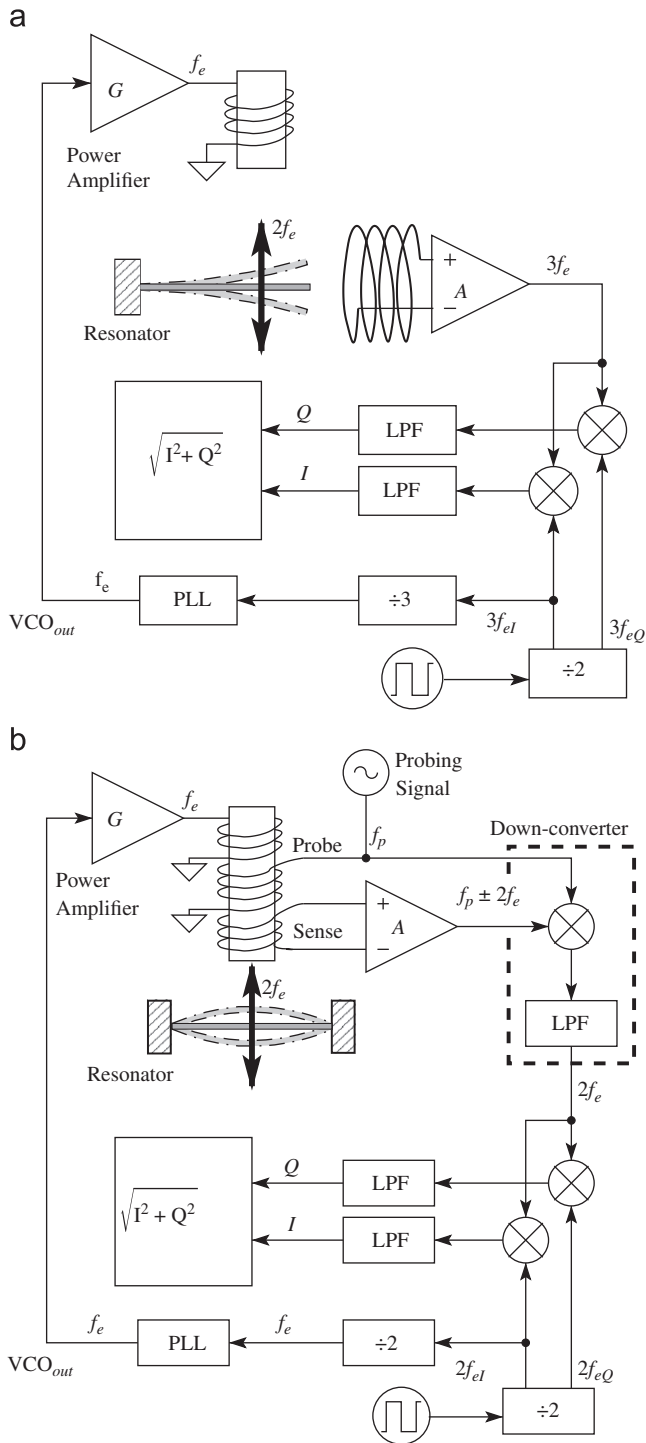 a
f_e
G
Power
Amplifier
2f_e
Resonator
+
−
A
3f_e
Q
LPF
√I² + Q²
I
LPF
f_e
PLL
÷3
VCO_out
3f_eI
3f_eQ
÷2
b
Probing
Signal
f_e
G
Power
Amplifier
Probe
f_p
Down-converter
+
−
A
f_p ± 2f_e
Sense
2f_e
LPF
Resonator
2f_e
Q
LPF
√I² + Q²
I
LPF
f_e
PLL
f_e
÷2
VCO_out
2f_eI
2f_eQ
÷2